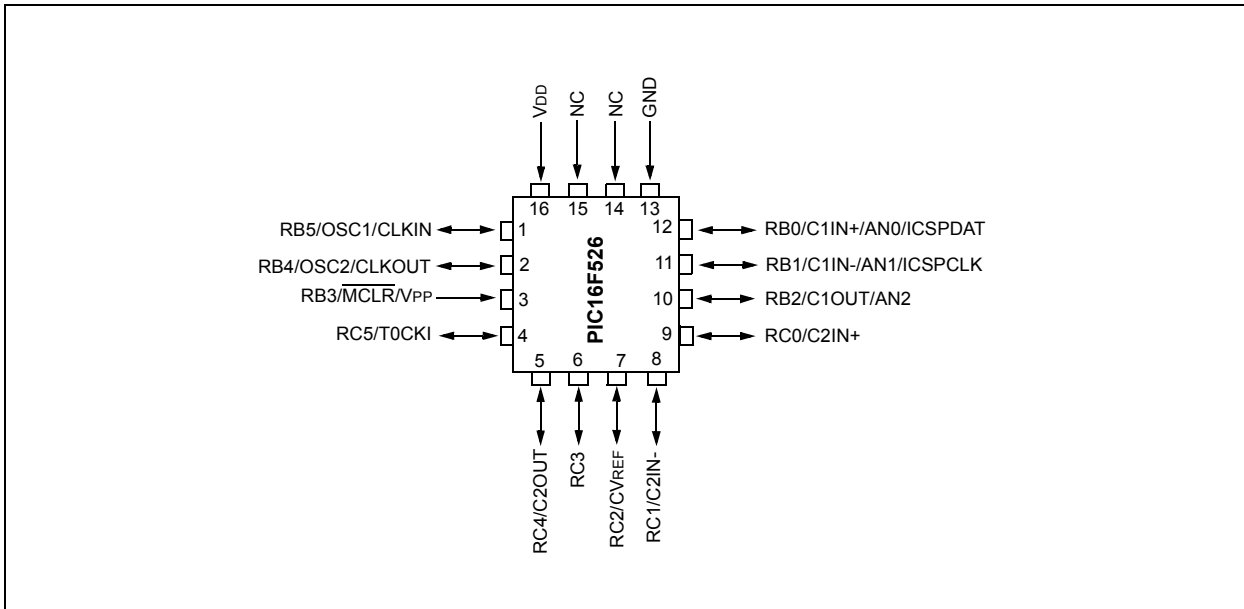 VDD
NC
NC
GND
16
15
14
13
RB5/OSC1/CLKIN
1
RB4/OSC2/CLKOUT
2
RB3/MCLR/VPP
3
RC5/T0CKI
4
PIC16F526
12
RB0/C1IN+/AN0/ICSPDAT
11
RB1/C1IN-/AN1/ICSPCLK
10
RB2/C1OUT/AN2
9
RC0/C2IN+
5
6
7
8
RC4/C2OUT
RC3
RC2/CVREF
RC1/C2IN-